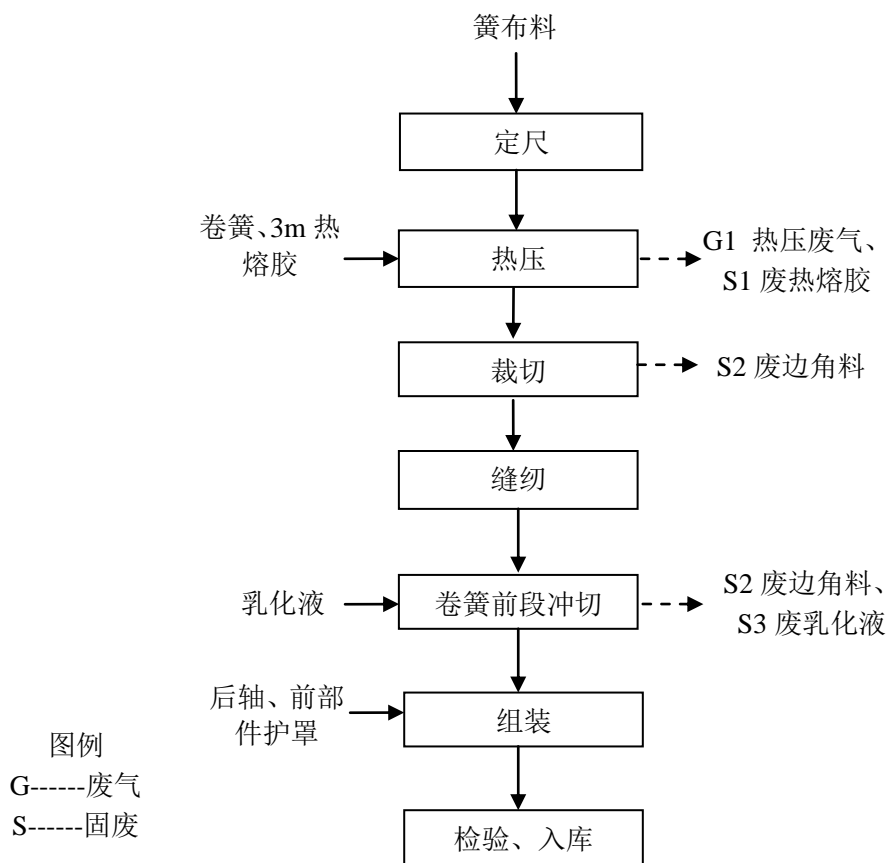 簧布料
定尺
卷簧、3m 热
熔胶
热压
G1 热压废气、
S1 废热熔胶
裁切
S2 废边角料
缝纫
乳化液
卷簧前段冲切
S2 废边角料、
S3 废乳化液
后轴、前部
件护罩
组装
图例
G------废气
S------固废
检验、入库